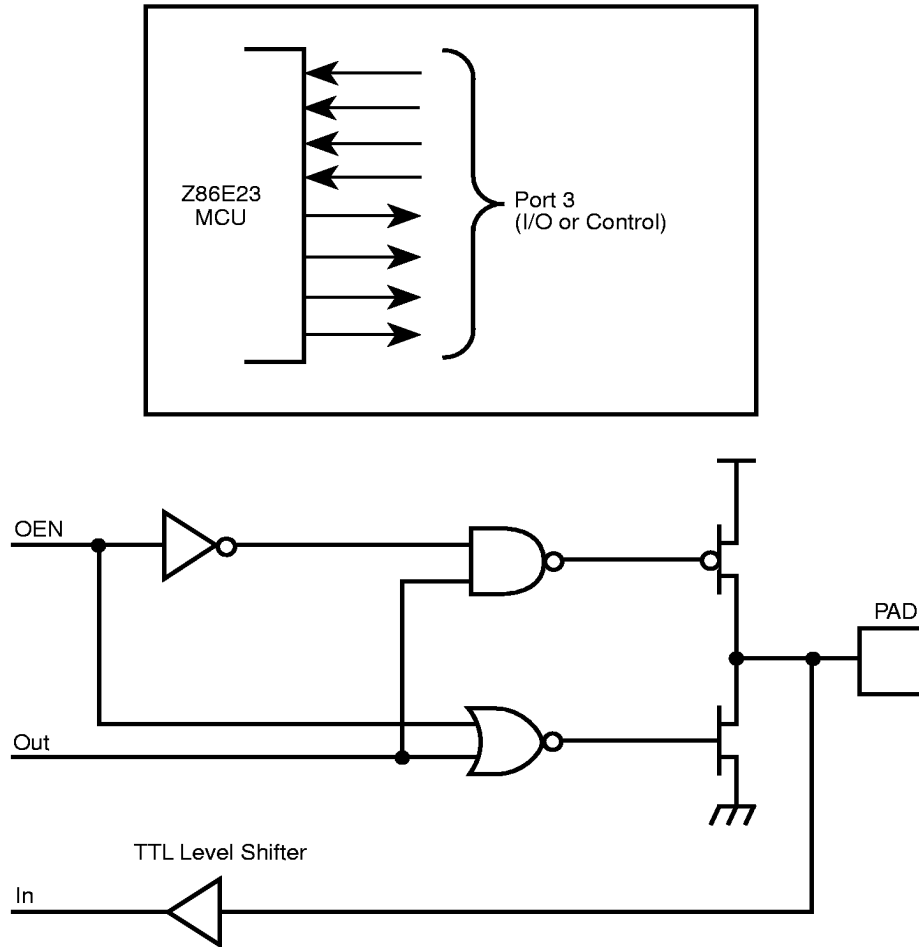 Z86E23
MCU
Port 3
(I/O or Control)
OEN
PAD
Out
TTL Level Shifter
In